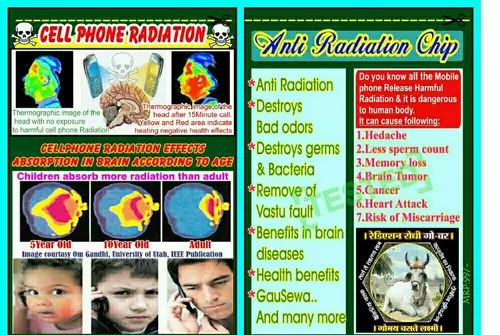 CELL PHONE RADIATION
Thermographic image of the
head with no exposure
to harmful cell phone Radiation
Thermographic image of the
head after 15Minute call.
Yellow and Red area indicate
heating negative health effects
CELLPHONE RADIATION EFFECTS
ABSORPTION IN BRAIN ACCORDING TO AGE
Children absorb more radiation than adult
5Year Old
10Year Old
Adult
Image courtesy Om Gandhi, University of Utah, IEEE Publication
Anti Radiation Chip
*Anti Radiation
*Destroys
Bad odors
*Destroys germs
& Bacteria
*Remove of
Vastu fault
*Benefits in brain
diseases
*Health benefits
*GauSewa..
And many more
Do you know all the Mobile
phone Release Harmful
Radiation & it is dangerous
to human body.
It can cause following:
1.Hedache
2.Less sperm count
3.Memory loss
4.Brain Tumor
5.Cancer
6.Heart Attack
7.Risk of Miscarriage
। रेडिएशन रोधी गो-वर।
। गोमय वसते लक्ष्मी।